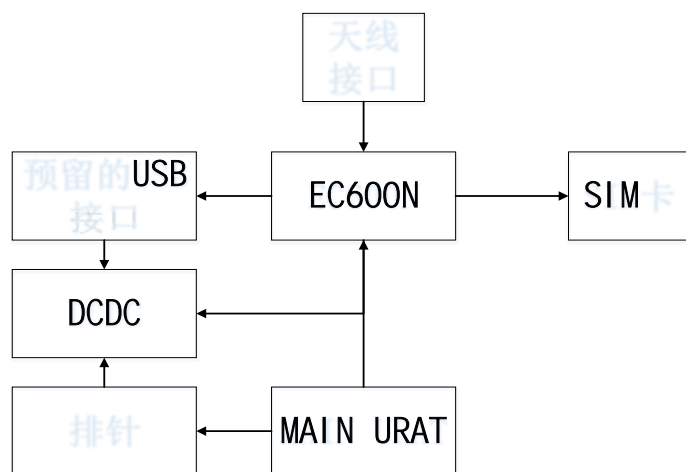 天线
接口
预留的USB
接口
EC600N
SIM卡
DCDC
排针
MAIN URAT